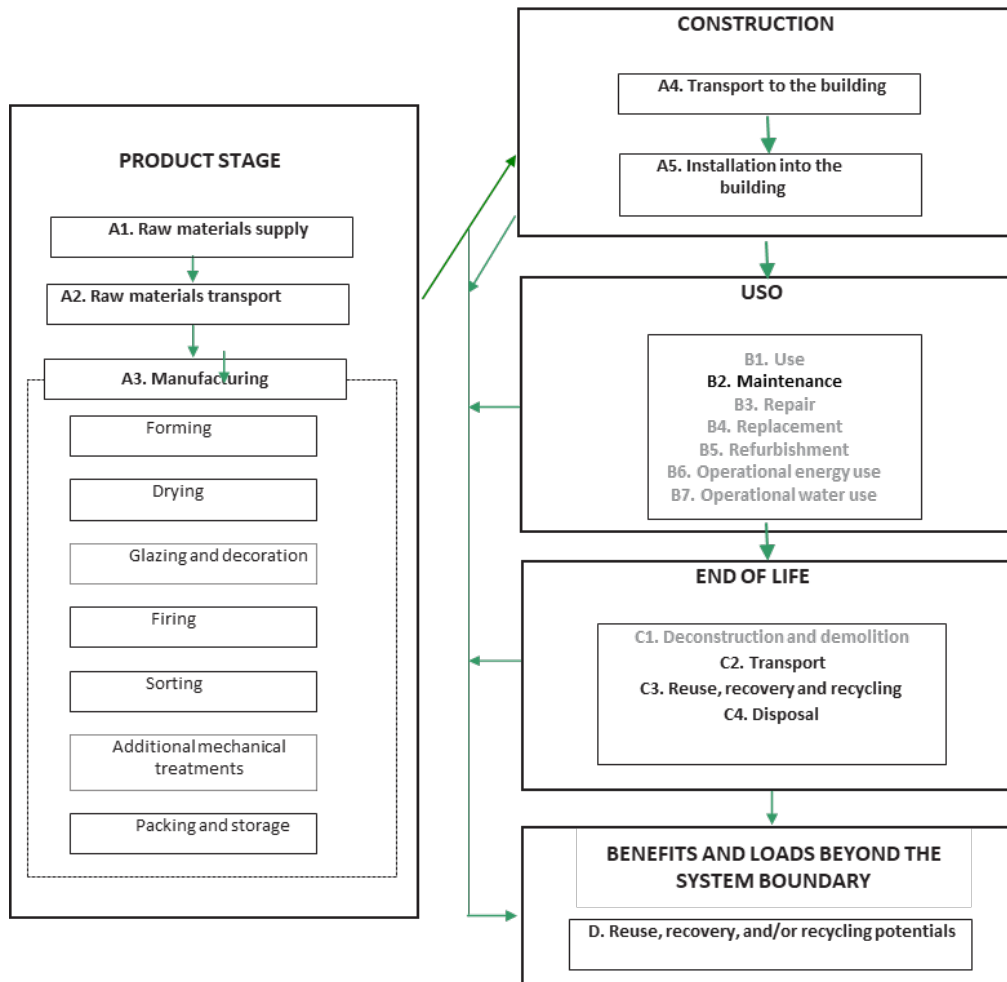 PRODUCT STAGE
A1. Raw materials supply
A2. Raw materials transport
A3. Manufacturing
Forming
Drying
Glazing and decoration
Firing
Sorting
Additional mechanical
treatments
Packing and storage
CONSTRUCTION
A4. Transport to the building
A5. Installation into the
building
USO
B1. Use
B2. Maintenance
B3. Repair
B4. Replacement
B5. Refurbishment
B6. Operational energy use
B7. Operational water use
END OF LIFE
C1. Deconstruction and demolition
C2. Transport
C3. Reuse, recovery and recycling
C4. Disposal
BENEFITS AND LOADS BEYOND THE
SYSTEM BOUNDARY
D. Reuse, recovery, and/or recycling potentials